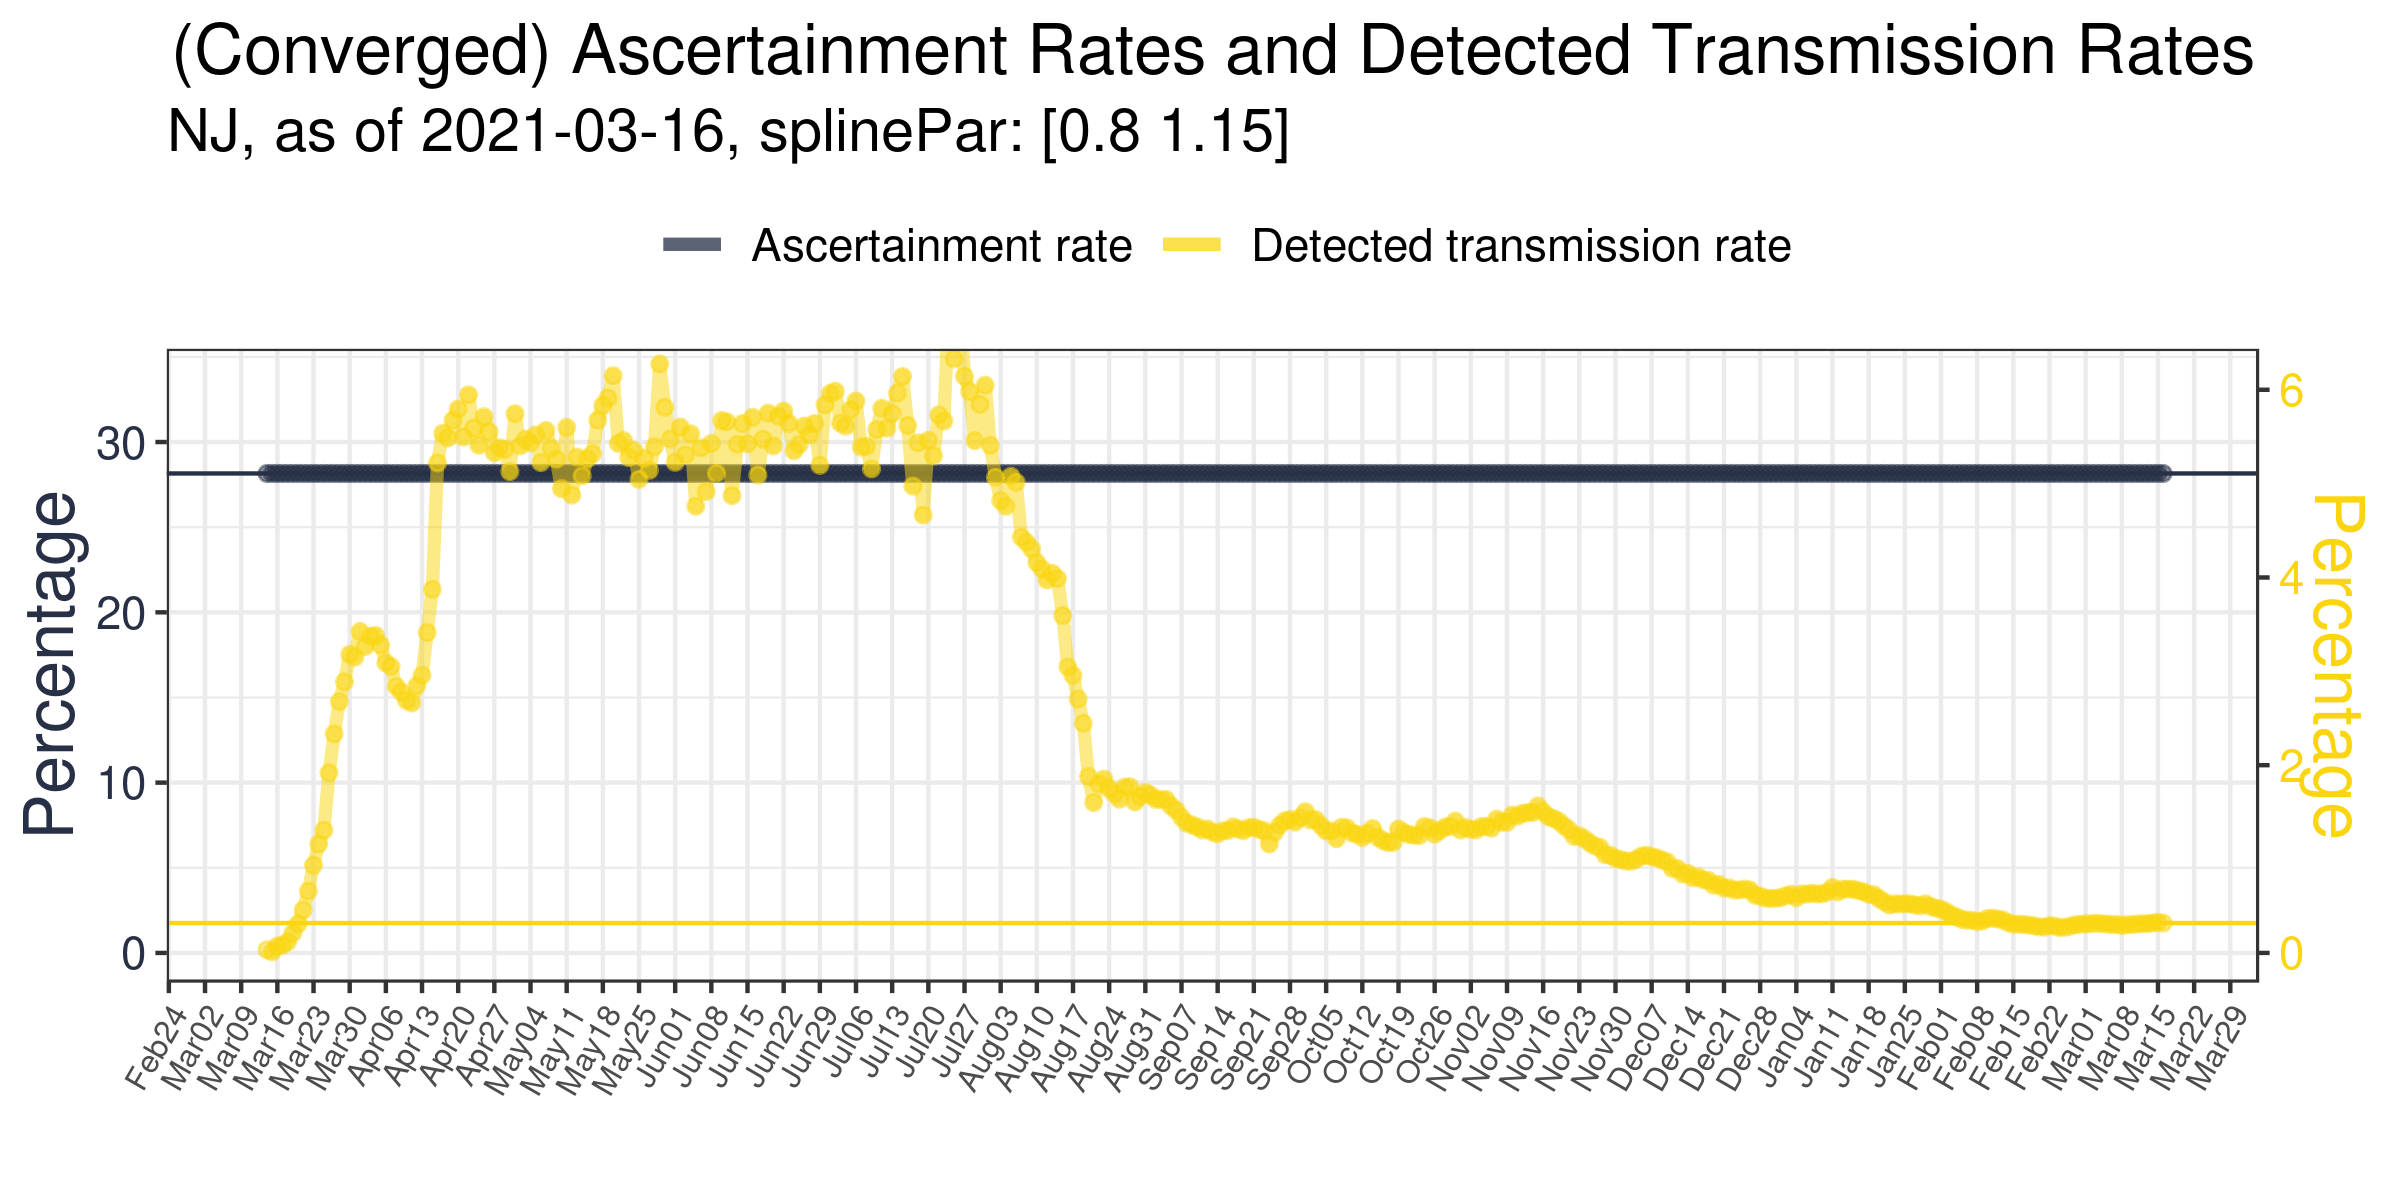 (Converged) Ascertainment Rates and Detected Transmission Rates
NJ, as of 2021-03-16, splinePar: [0.8 1.15]
Ascertainment rate
Detected transmission rate
Percentage
30
20
10
0
6
4
2
0
Percentage
Feb24
Mar02
Mar09
Mar16
Mar23
Mar30
Apr06
Apr13
Apr20
Apr27
May04
May11
May18
May25
Jun01
Jun08
Jun15
Jun22
Jun29
Jul06
Jul13
Jul20
Jul27
Aug03
Aug10
Aug17
Aug24
Aug31
Sep07
Sep14
Sep21
Sep28
Oct05
Oct12
Oct19
Oct26
Nov02
Nov09
Nov16
Nov23
Nov30
Dec07
Dec14
Dec21
Dec28
Jan04
Jan11
Jan18
Jan25
Feb01
Feb08
Feb15
Feb22
Mar01
Mar08
Mar15
Mar22
Mar29